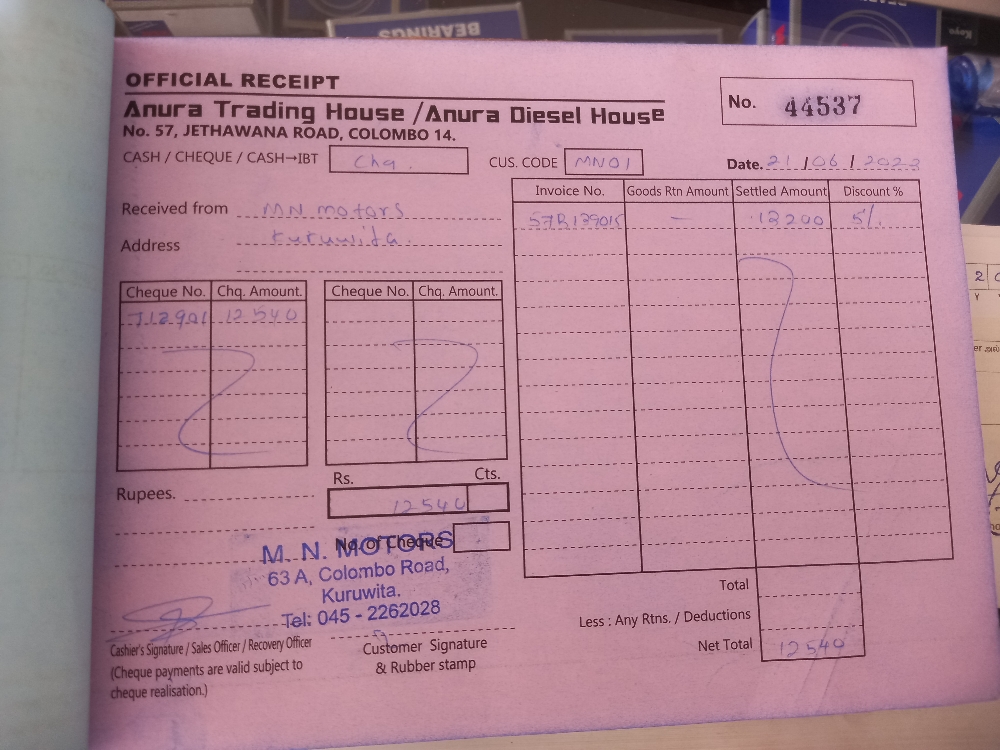 BEARINGS
Koyo
OFFICIAL RECEIPT
Anura Trading House / Anura Diesel House
No. 57, JETHAWANA ROAD, COLOMBO 14.
No. 44537
CASH / CHEQUE / CASH→IBT Chq.
CUS. CODE MN01
Date. 21 / 06 / 2023
Received from MN motors
Address kuruwita.
Invoice No. Goods Rtn Amount Settled Amount Discount %
— 13200 5%
Cheque No. Chq. Amount. Cheque No. Chq. Amount.
712901 12540
Rupees.
Rs. Cts.
12540
No. of Cheque
M. N. MOTORS
63 A, Colombo Road,
Kuruwita.
Tel: 045 - 2262028
Cashier's Signature / Sales Officer / Recovery Officer
(Cheque payments are valid subject to
cheque realisation.)
Customer Signature
& Rubber stamp
Total
Less : Any Rtns. / Deductions
Net Total 12540